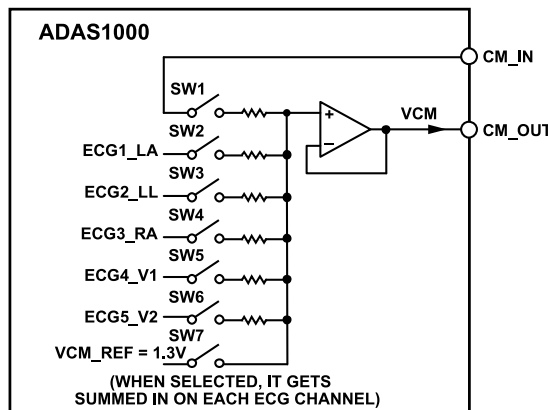 ADAS1000
CM_IN
SW1
VCM
CM_OUT
+
−
SW2
ECG1_LA
SW3
ECG2_LL
SW4
ECG3_RA
SW5
ECG4_V1
SW6
ECG5_V2
SW7
VCM_REF = 1.3V
(WHEN SELECTED, IT GETS
SUMMED IN ON EACH ECG CHANNEL)